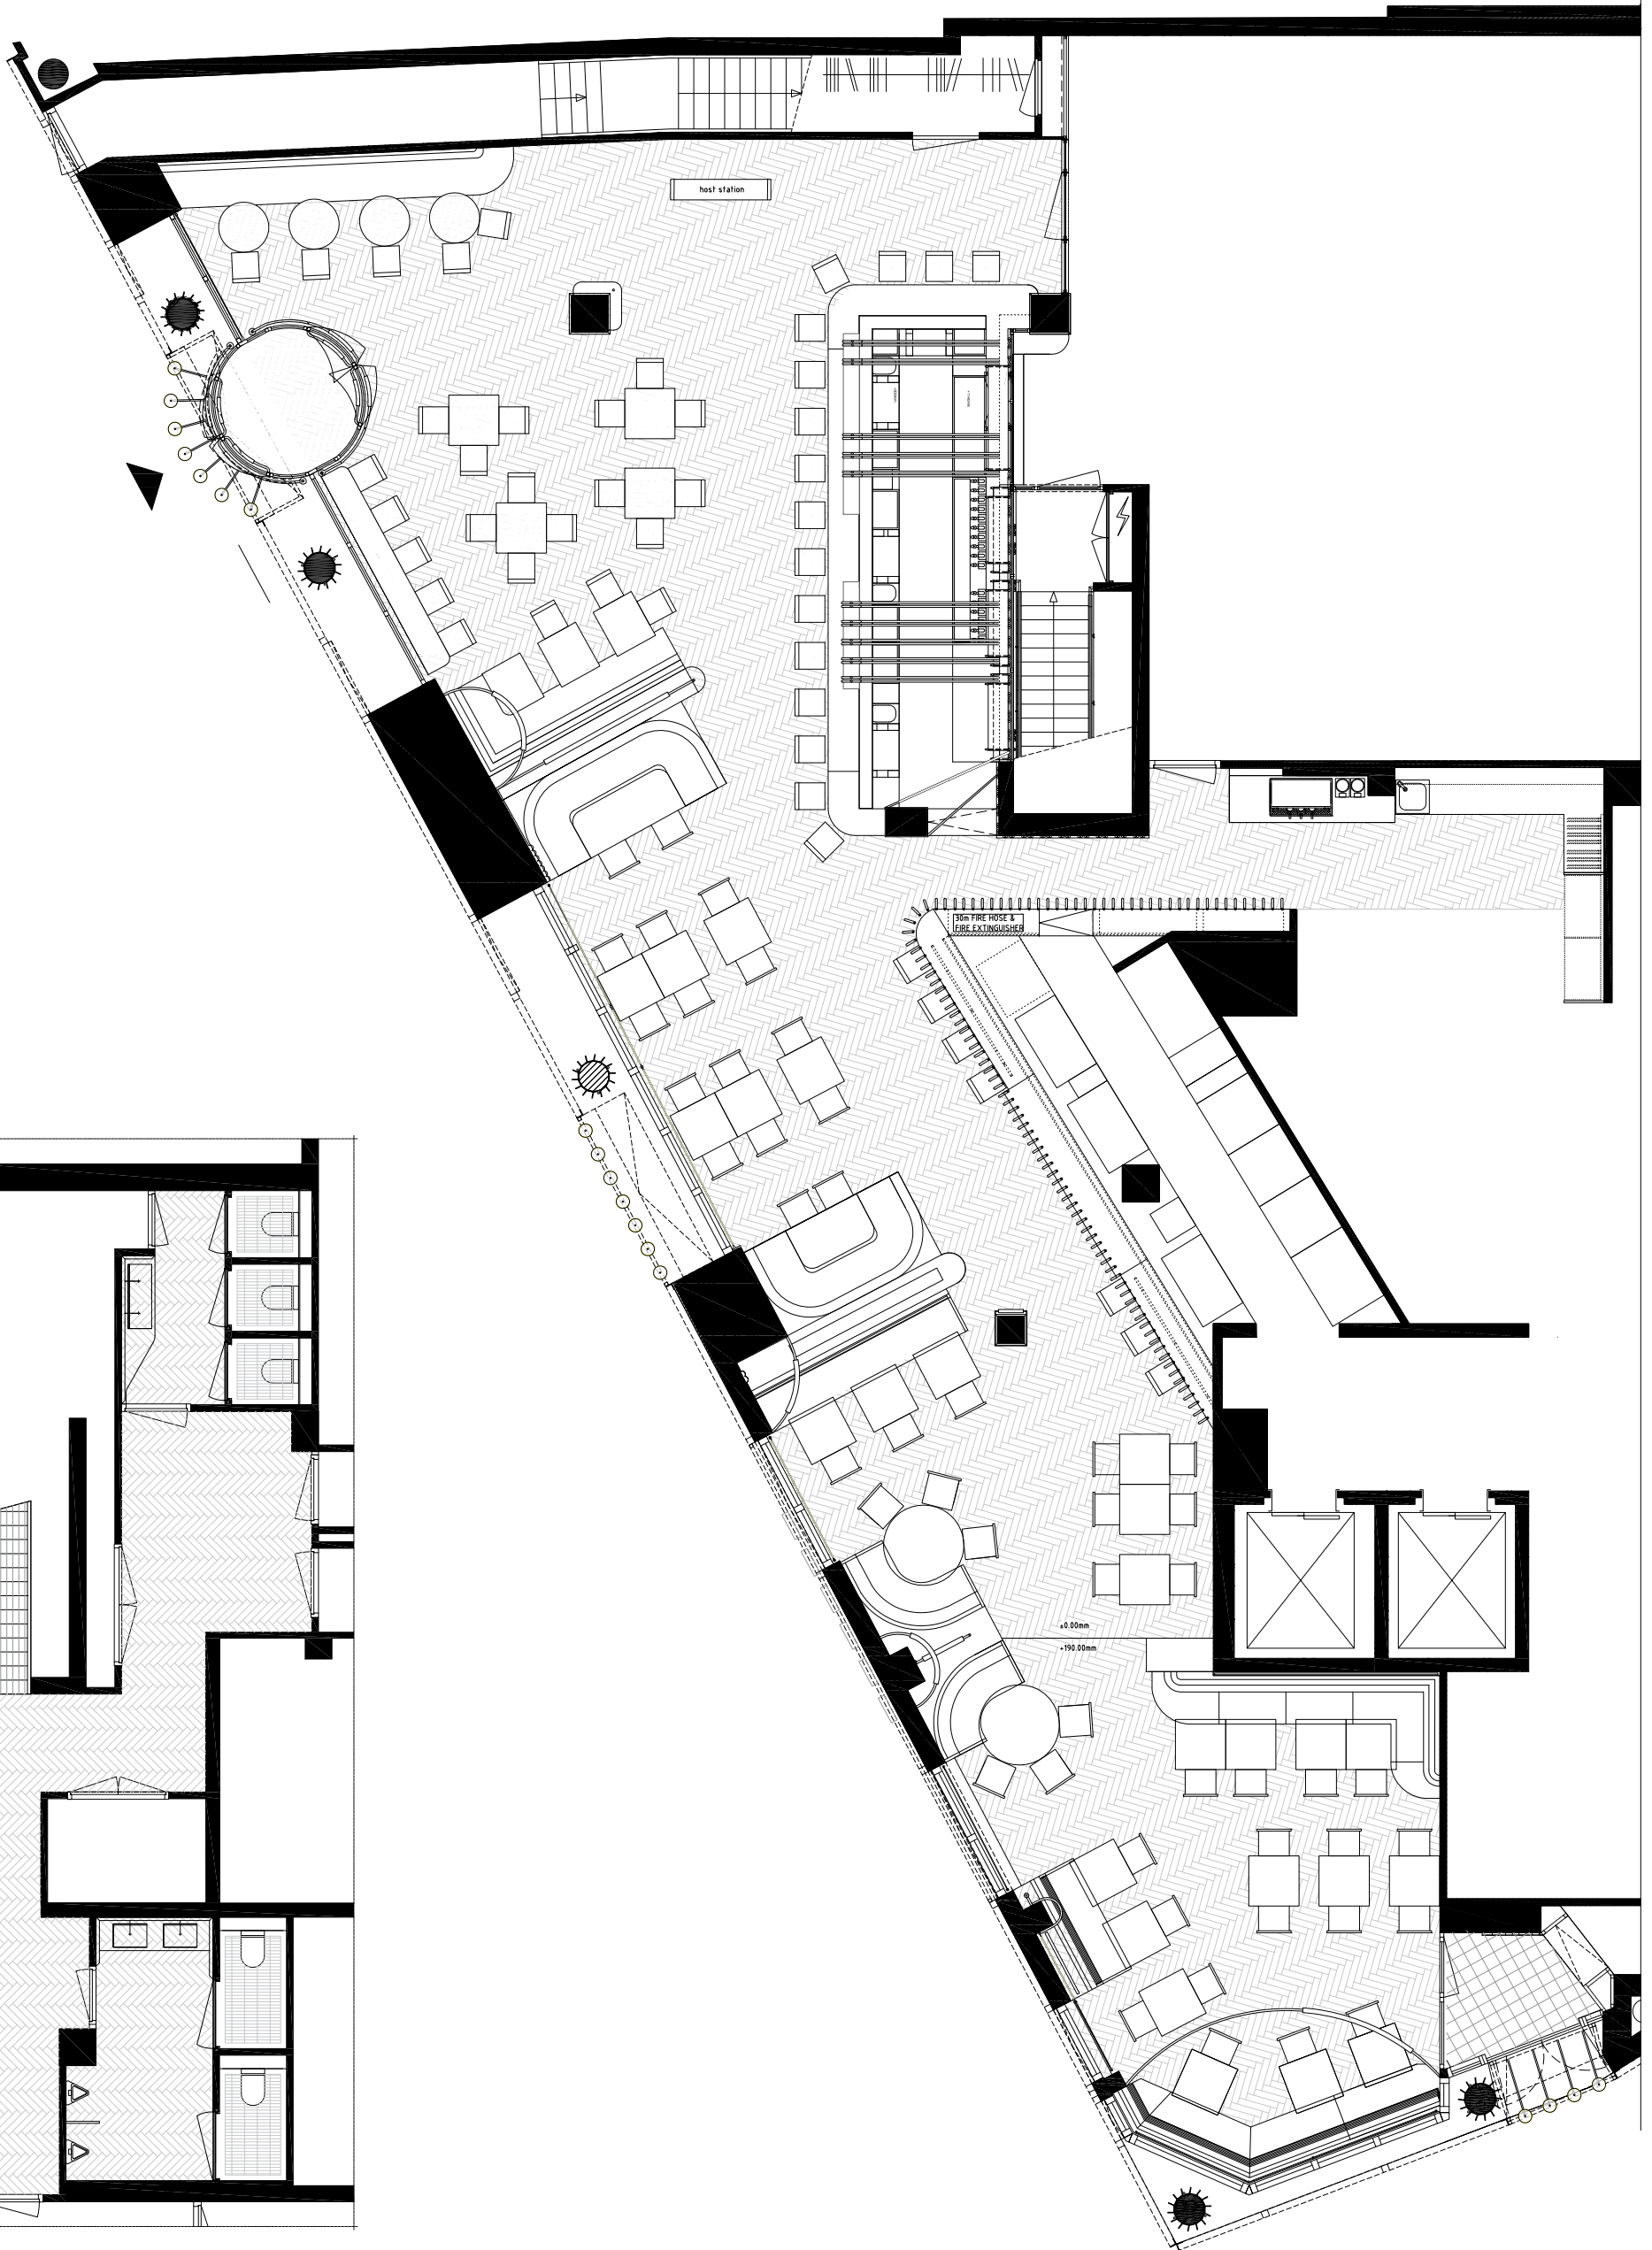 host station
30m FIRE HOSE &
FIRE EXTINGUISHER
±0.00mm
+190.00mm